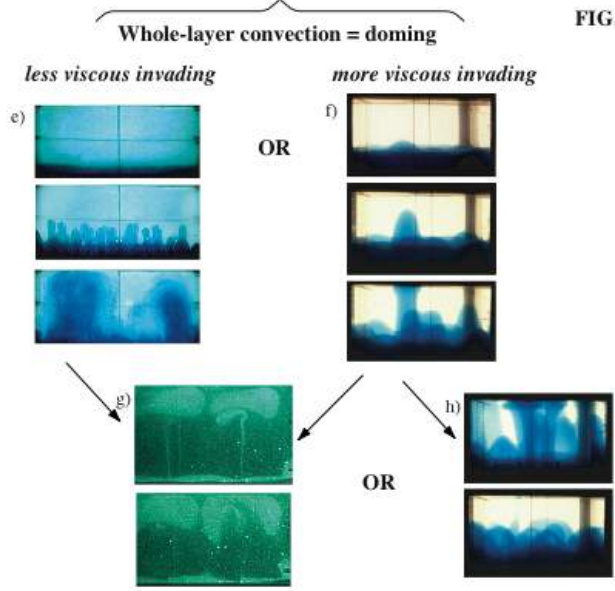 FIG
Whole-layer convection = doming
less viscous invading
more viscous invading
e)
OR
f)
g)
h)
OR